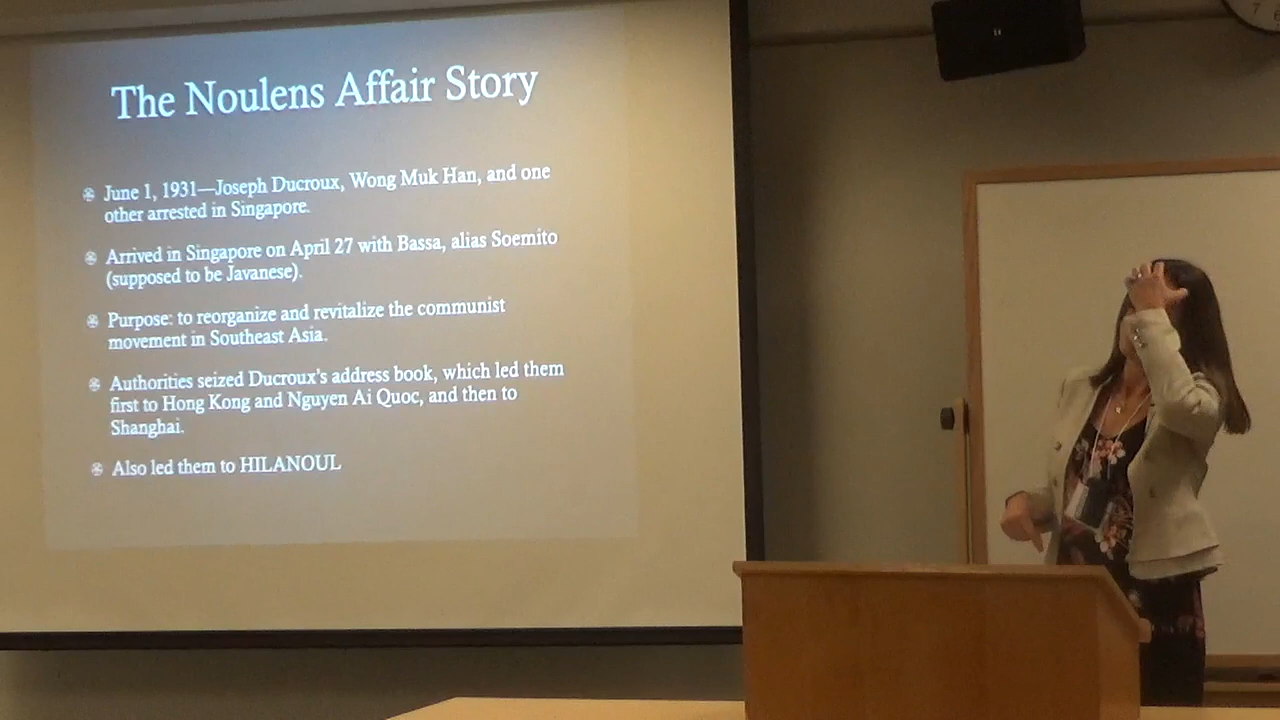 The Noulens Affair Story
June 1, 1931—Joseph Ducroux, Wong Muk Han, and one
other arrested in Singapore.
Arrived in Singapore on April 27 with Bassa, alias Soemito
(supposed to be Javanese).
Purpose: to reorganize and revitalize the communist
movement in Southeast Asia.
Authorities seized Ducroux's address book, which led them
first to Hong Kong and Nguyen Ai Quoc, and then to
Shanghai.
Also led them to HILANOUL
7 6